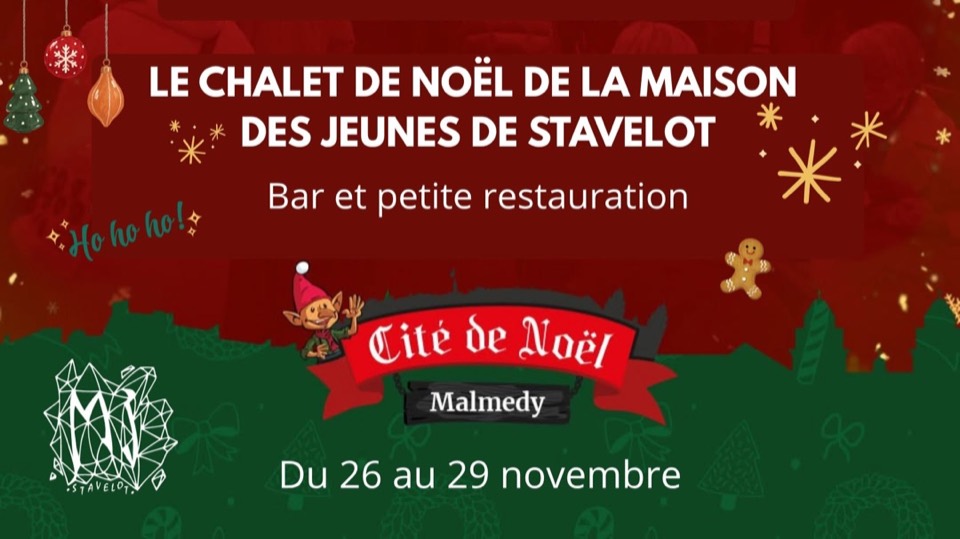 LE CHALET DE NOËL DE LA MAISON
DES JEUNES DE STAVELOT
Bar et petite restauration
Ho ho ho!
Cité de Noël
Malmedy
MJ
STAVELOT
Du 26 au 29 novembre